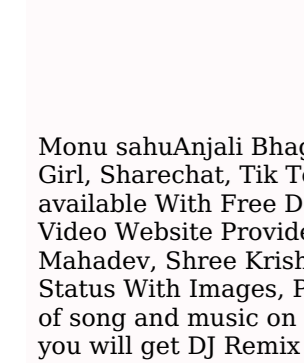 Monu sahuAnjali Bhag
Girl, Sharechat, Tik T
available With Free D
Video Website Provide
Mahadev, Shree Krish
Status With Images, P
of song and music on
you will get DJ Remix